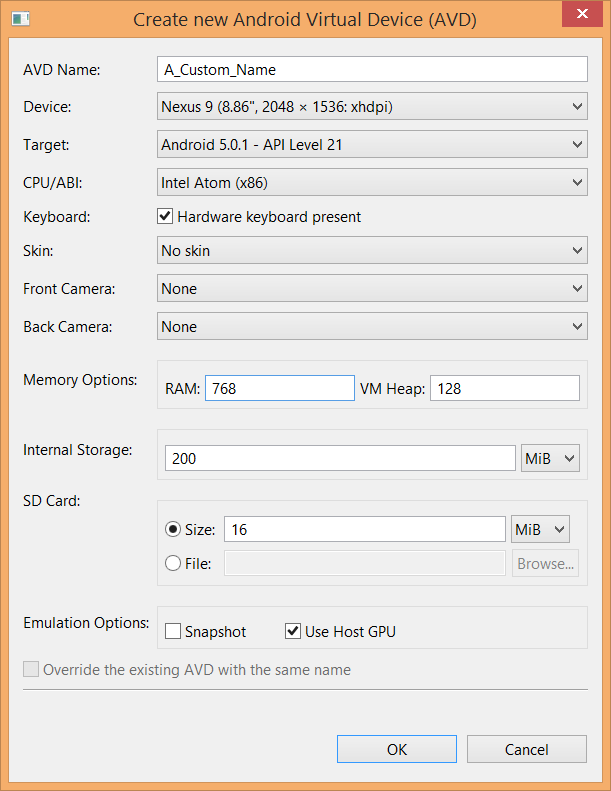 Create new Android Virtual Device (AVD)
AVD Name: A_Custom_Name
Device: Nexus 9 (8.86", 2048 × 1536: xhdpi)
Target: Android 5.0.1 - API Level 21
CPU/ABI: Intel Atom (x86)
Keyboard: Hardware keyboard present
Skin: No skin
Front Camera: None
Back Camera: None
Memory Options: RAM: 768 VM Heap: 128
Internal Storage: 200 MiB
SD Card:
Size: 16 MiB
File: Browse...
Emulation Options: Snapshot Use Host GPU
Override the existing AVD with the same name
OK Cancel